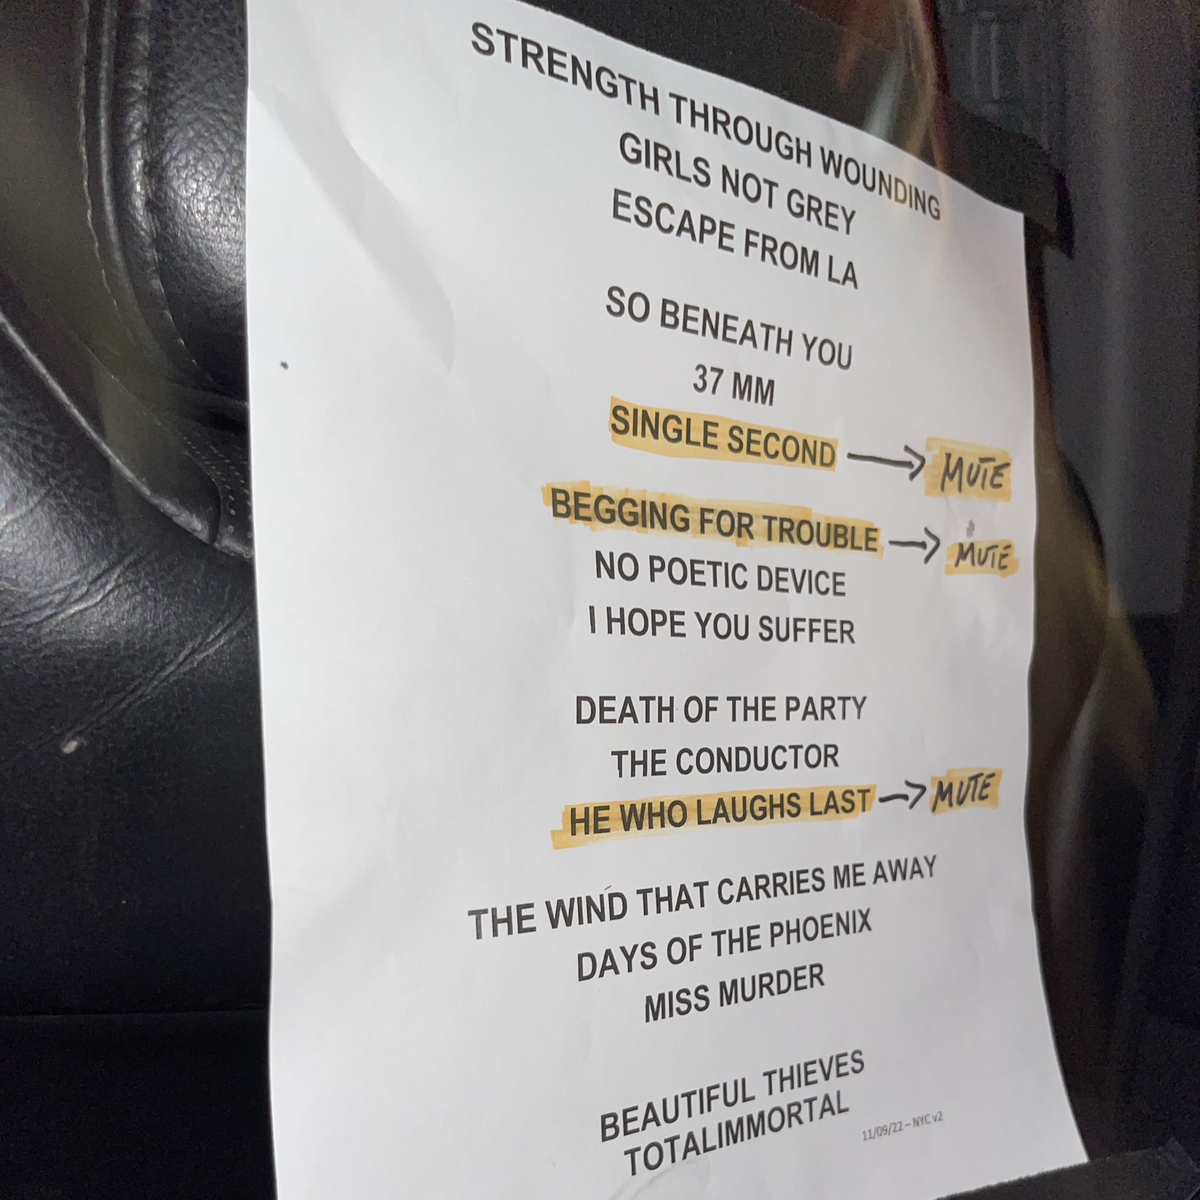 STRENGTH THROUGH WOUNDING
GIRLS NOT GREY
ESCAPE FROM LA
SO BENEATH YOU
37 MM
SINGLE SECOND → MUTE
BEGGING FOR TROUBLE → MUTE
NO POETIC DEVICE
I HOPE YOU SUFFER
DEATH OF THE PARTY
THE CONDUCTOR
HE WHO LAUGHS LAST → MUTE
THE WIND THAT CARRIES ME AWAY
DAYS OF THE PHOENIX
MISS MURDER
BEAUTIFUL THIEVES
TOTALIMMORTAL
11/09/22 – NYC v2